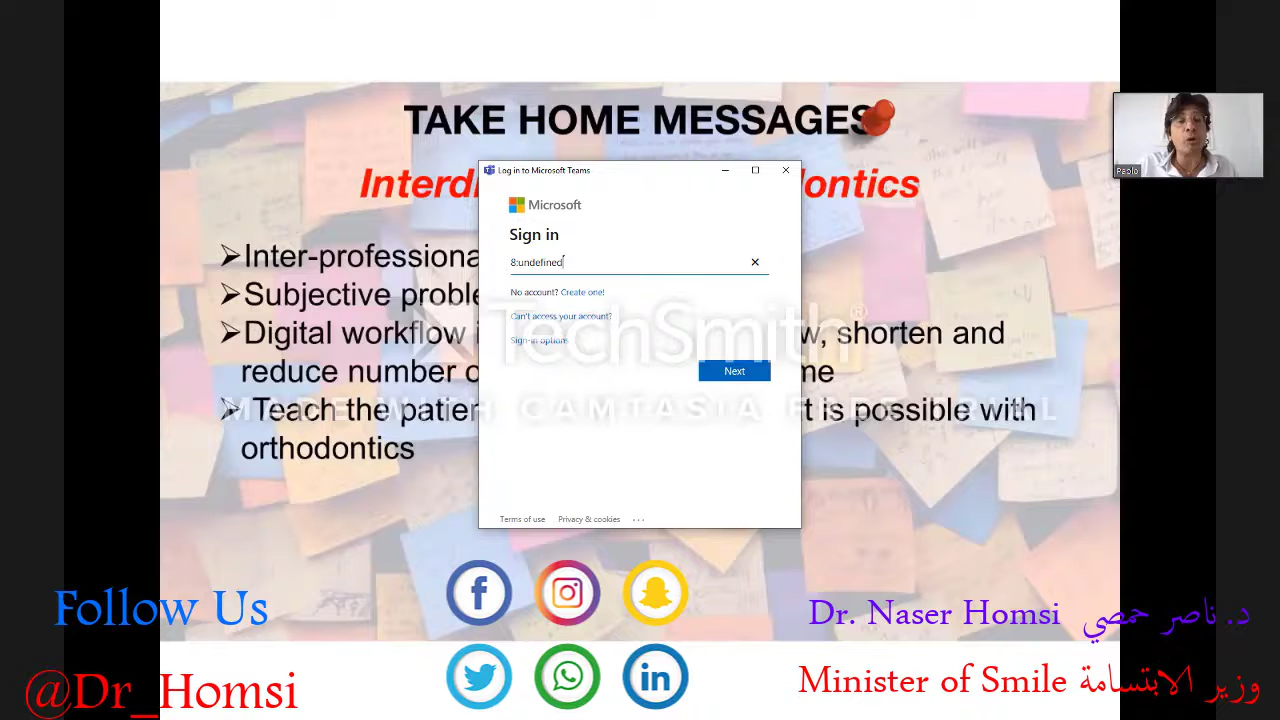 TAKE HOME MESSAGES
Interdi
ontics
Log in to Microsoft Teams
Microsoft
Sign in
8:undefined
No account? Create one!
Can't access your account?
Sign-in options
Next
Terms of use Privacy & cookies ...
➢Inter-professiona
➢Subjective proble
➢Digital workflow i w, shorten and
reduce number o me
➢ Teach the patien t is possible with
orthodontics
TechSmith®
MADE WITH CAMTASIA FREE TRIAL
Paolo
Follow Us
@Dr_Homsi
Dr. Naser Homsi د. ناصر حمصي
Minister of Smile وزير الابتسامة